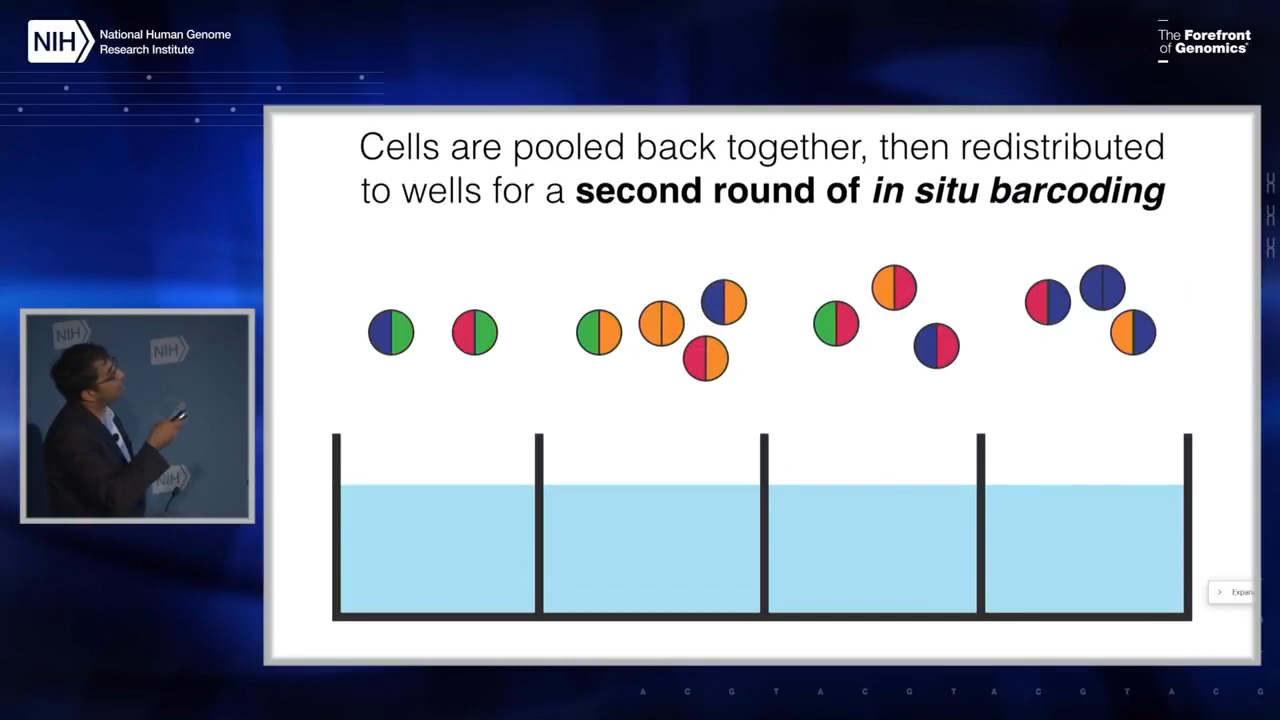 NIH
National Human Genome
Research Institute
The Forefront
of Genomics®
Cells are pooled back together, then redistributed
to wells for a second round of in situ barcoding
NIH
NIH
NIH
Expan
A C G T A C G T A C G T A C G